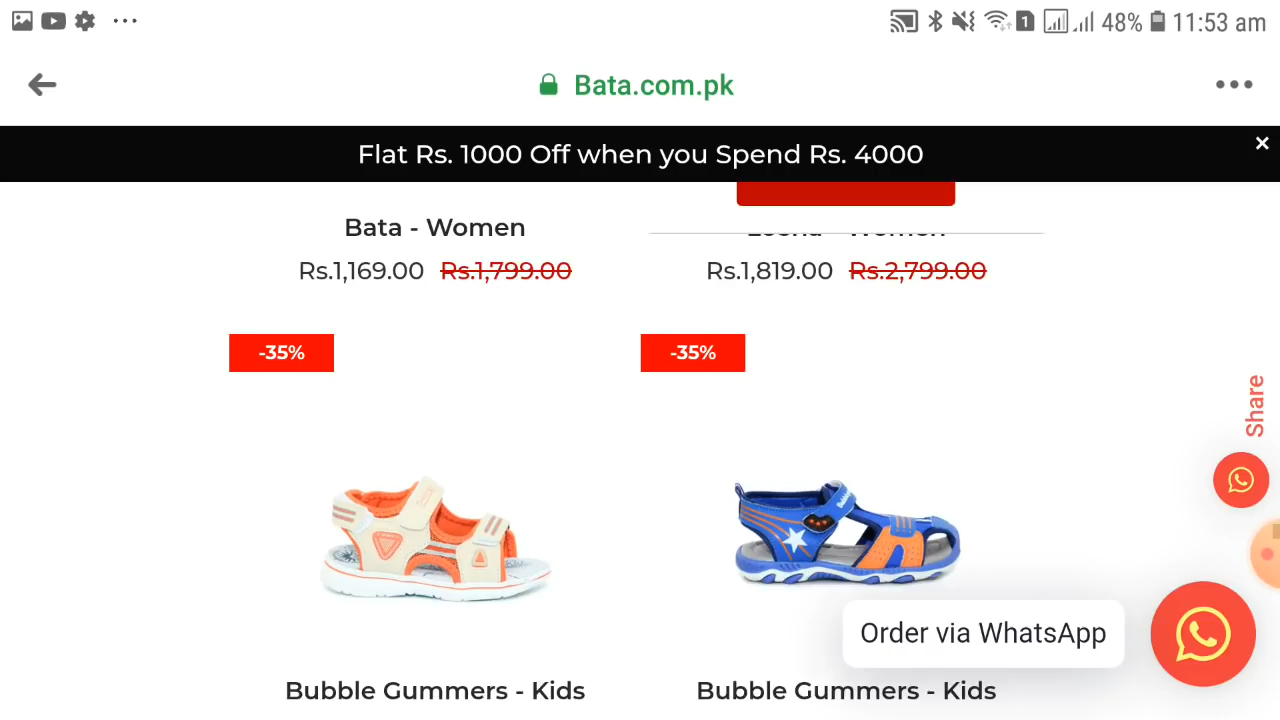 1 48% 11:53 am
Bata.com.pk
Flat Rs. 1000 Off when you Spend Rs. 4000
Bata - Women
Rs.1,169.00 Rs.1,799.00
Rs.1,819.00 Rs.2,799.00
-35%
-35%
Share
Order via WhatsApp
Bubble Gummers - Kids
Bubble Gummers - Kids